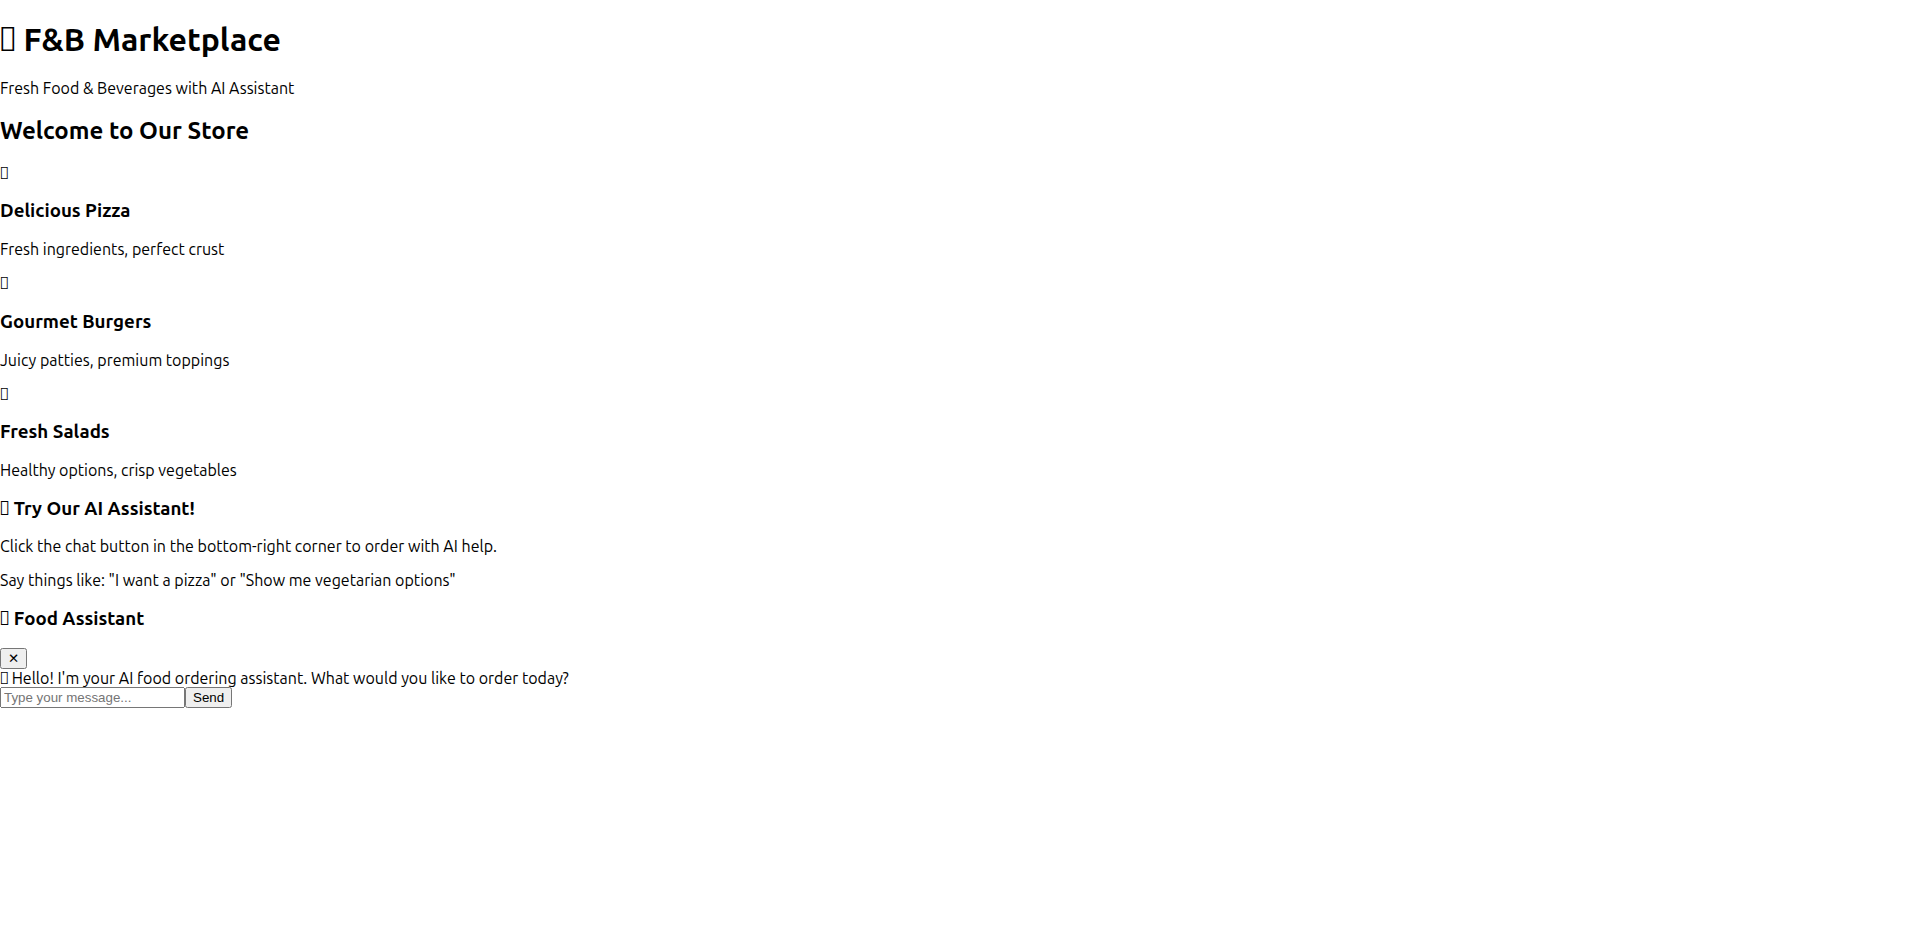 F&B Marketplace
Fresh Food & Beverages with AI Assistant
Welcome to Our Store
Delicious Pizza
Fresh ingredients, perfect crust
Gourmet Burgers
Juicy patties, premium toppings
Fresh Salads
Healthy options, crisp vegetables
Try Our AI Assistant!
Click the chat button in the bottom-right corner to order with AI help.
Say things like: "I want a pizza" or "Show me vegetarian options"
Food Assistant
✕
Hello! I'm your AI food ordering assistant. What would you like to order today?
Type your message... Send